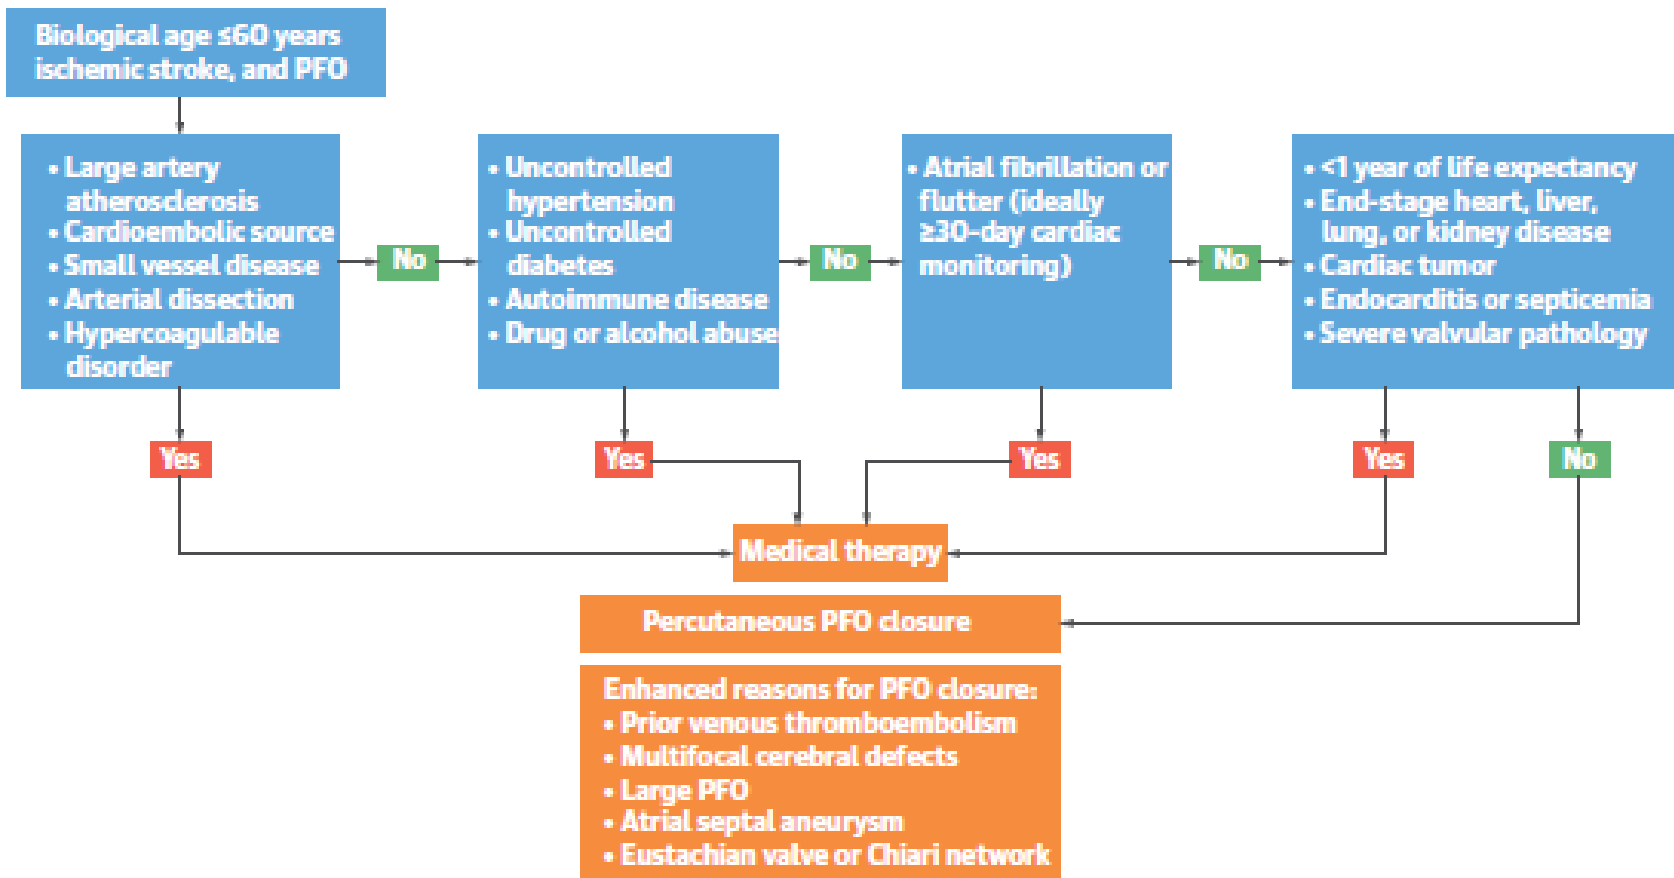 Biological age ≤60 years
ischemic stroke, and PFO
• Large artery
atherosclerosis
• Cardioembolic source
• Small vessel disease
• Arterial dissection
• Hypercoagulable
disorder
No
• Uncontrolled
hypertension
• Uncontrolled
diabetes
• Autoimmune disease
• Drug or alcohol abuse
No
• Atrial fibrillation or
flutter (ideally
≥30-day cardiac
monitoring)
No
• <1 year of life expectancy
• End-stage heart, liver,
lung, or kidney disease
• Cardiac tumor
• Endocarditis or septicemia
• Severe valvular pathology
Yes
Yes
Yes
Yes
No
Medical therapy
Percutaneous PFO closure
Enhanced reasons for PFO closure:
• Prior venous thromboembolism
• Multifocal cerebral defects
• Large PFO
• Atrial septal aneurysm
• Eustachian valve or Chiari network